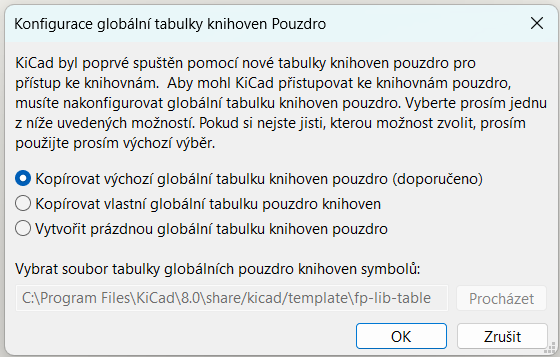 Konfigurace globální tabulky knihoven Pouzdro
KiCad byl poprvé spuštěn pomocí nové tabulky knihoven pouzdro pro
přístup ke knihovnám.  Aby mohl KiCad přistupovat ke knihovnám pouzdro,
musíte nakonfigurovat globální tabulku knihoven pouzdro. Vyberte prosím jednu
z níže uvedených možností. Pokud si nejste jisti, kterou možnost zvolit, prosím
použijte prosím výchozí výběr.
Kopírovat výchozí globální tabulku knihoven pouzdro (doporučeno)
Kopírovat vlastní globální tabulku pouzdro knihoven
Vytvořit prázdnou globální tabulku knihoven pouzdro
Vybrat soubor tabulky globálních pouzdro knihoven symbolů:
C:\Program Files\KiCad\8.0\share/kicad/template\fp-lib-table
Procházet
OK
Zrušit